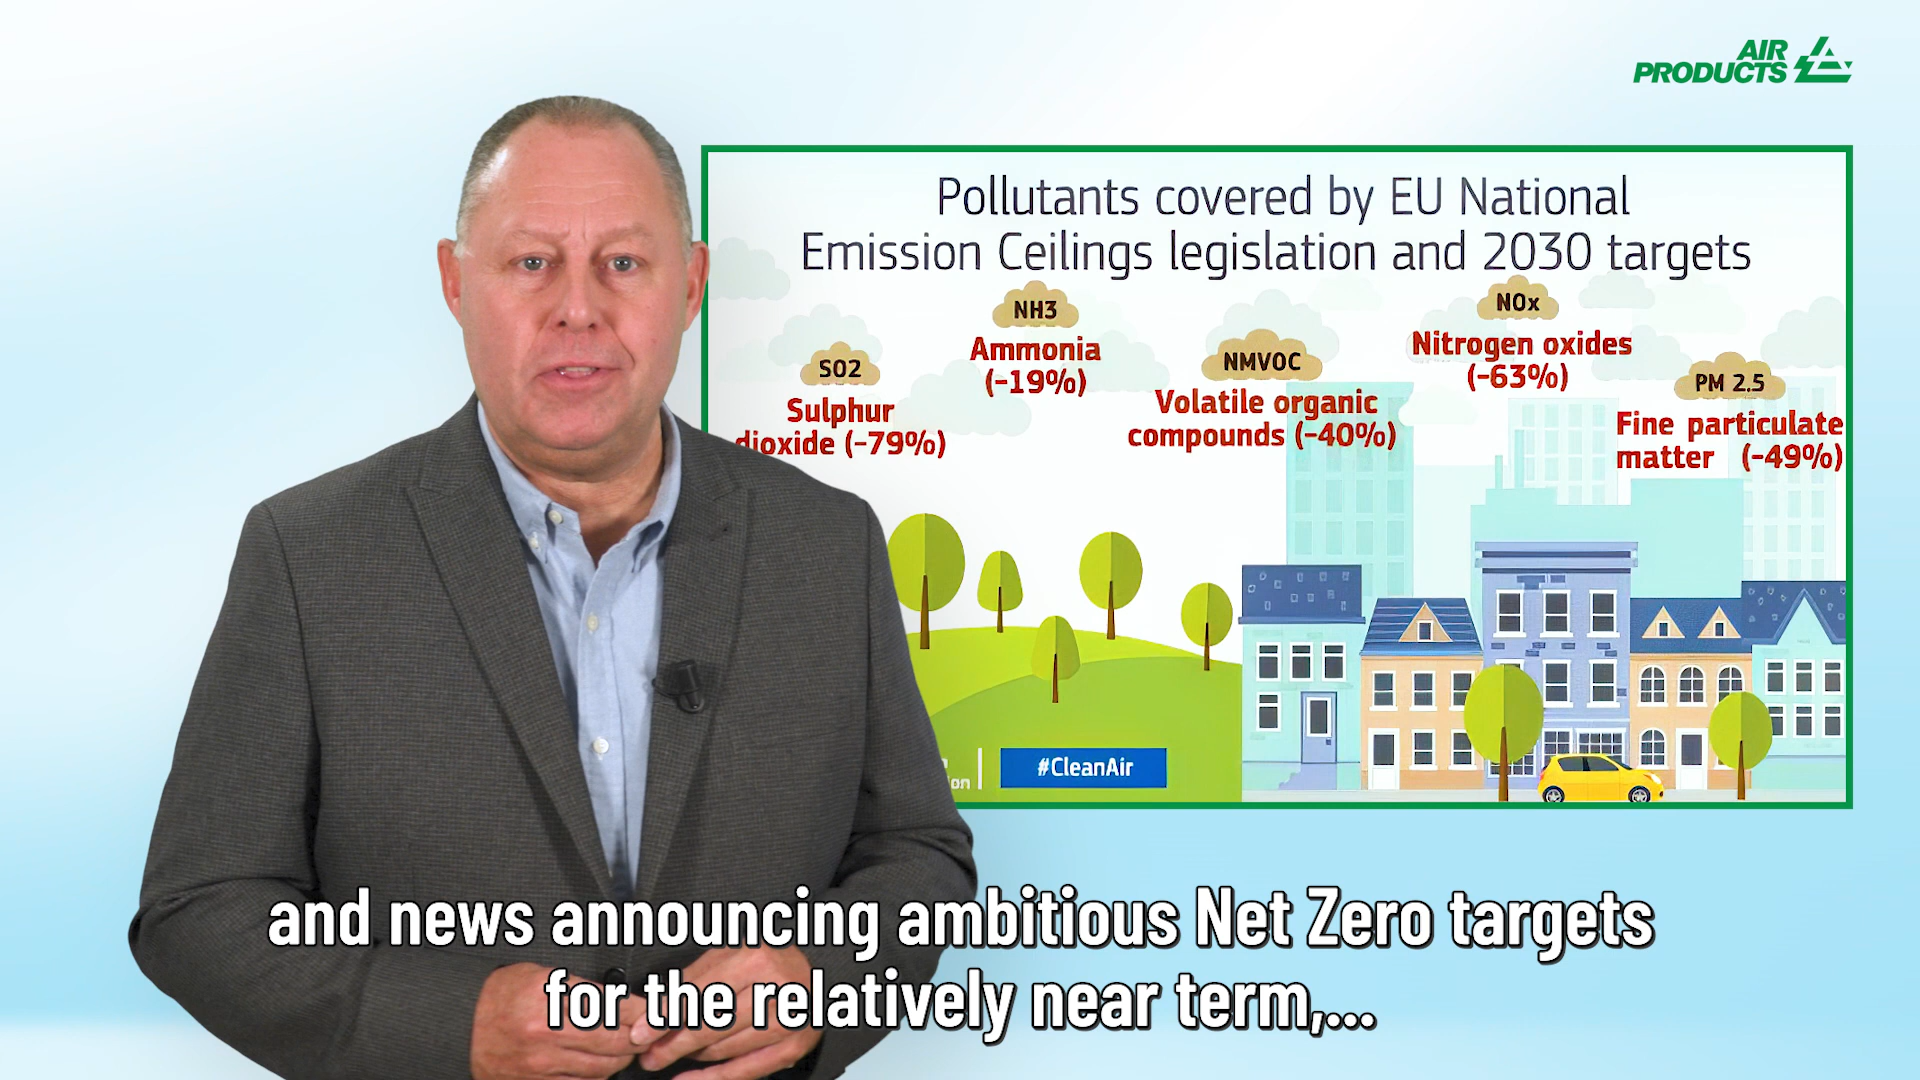 AIR
PRODUCTS
Pollutants covered by EU National
Emission Ceilings legislation and 2030 targets
SO2
Sulphur
dioxide (-79%)
NH3
Ammonia
(-19%)
NMVOC
Volatile organic
compounds (-40%)
NOx
Nitrogen oxides
(-63%)
PM 2.5
Fine particulate
matter (-49%)
#CleanAir
and news announcing ambitious Net Zero targets
for the relatively near term,...